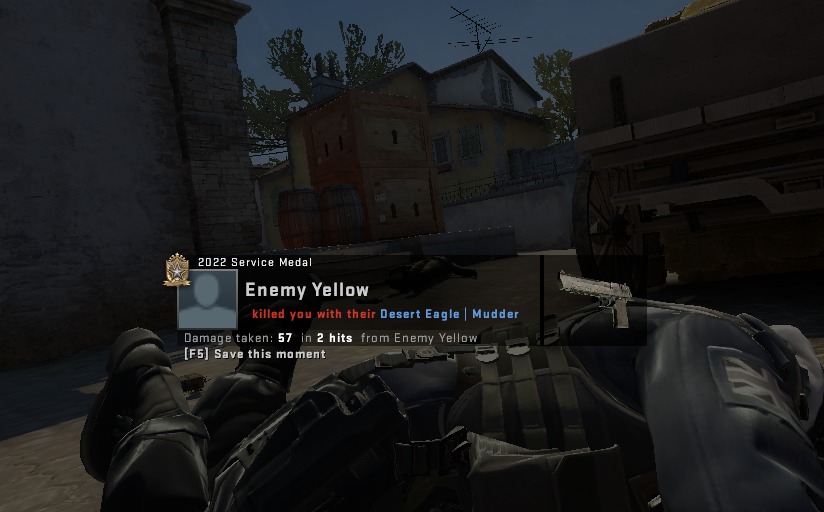 2022 Service Medal
Enemy Yellow
killed you with their Desert Eagle | Mudder
Damage taken: 57 in 2 hits from Enemy Yellow
[F5] Save this moment